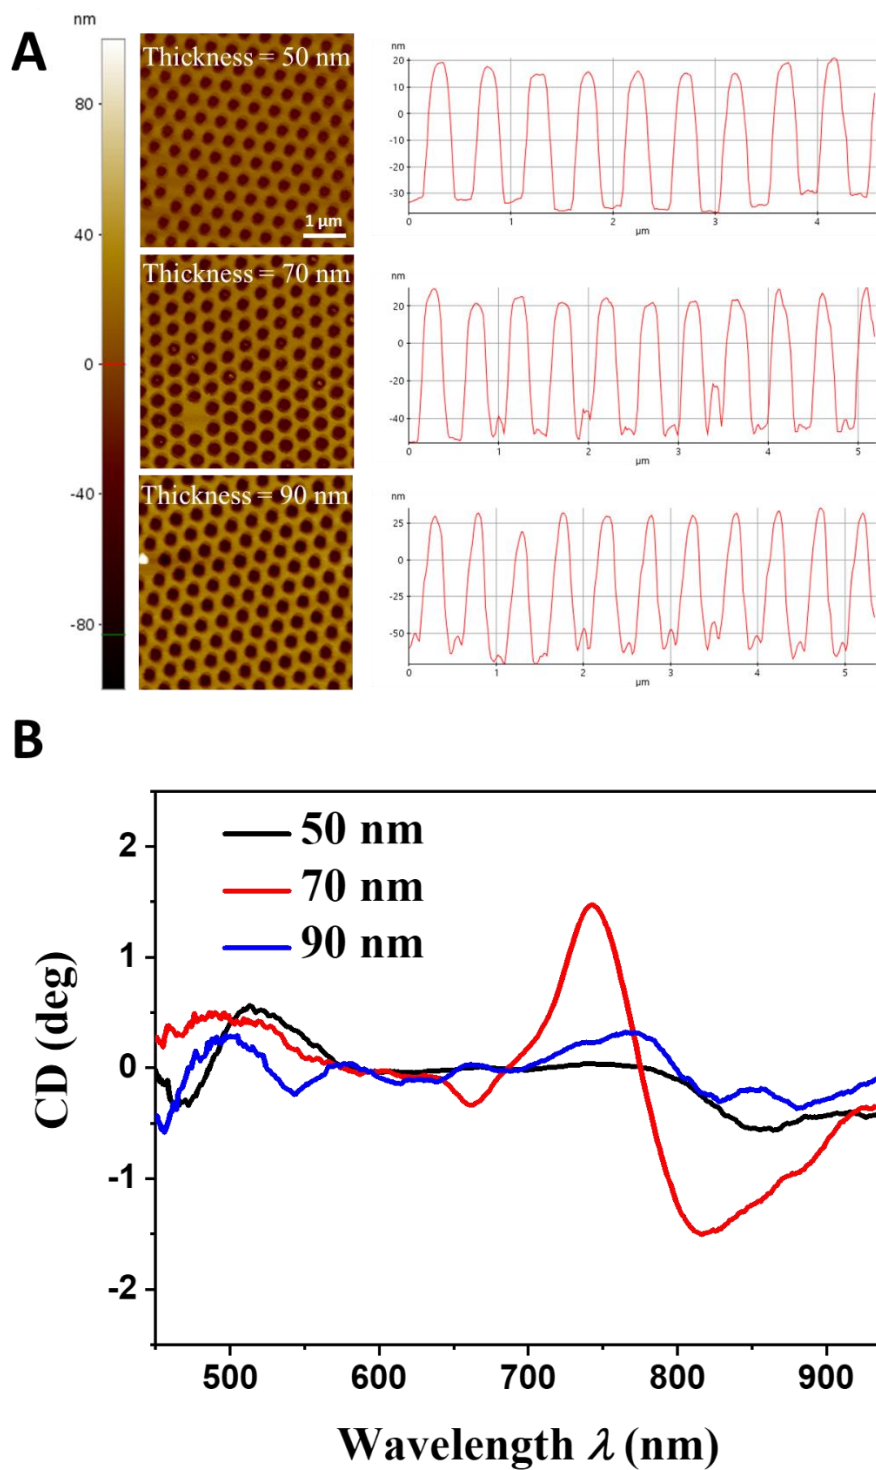 A
nm
80
40
0
-40
-80
Thickness = 50 nm
1 μm
Thickness = 70 nm
Thickness = 90 nm
nm
20
10
0
-10
-20
-30
0
1
2
3
4
μm
nm
20
0
-20
-40
0
1
2
3
4
5
μm
nm
25
0
-25
-50
0
1
2
3
4
5
μm
B
50 nm
70 nm
90 nm
CD (deg)
2
1
0
-1
-2
500
600
700
800
900
Wavelength λ (nm)